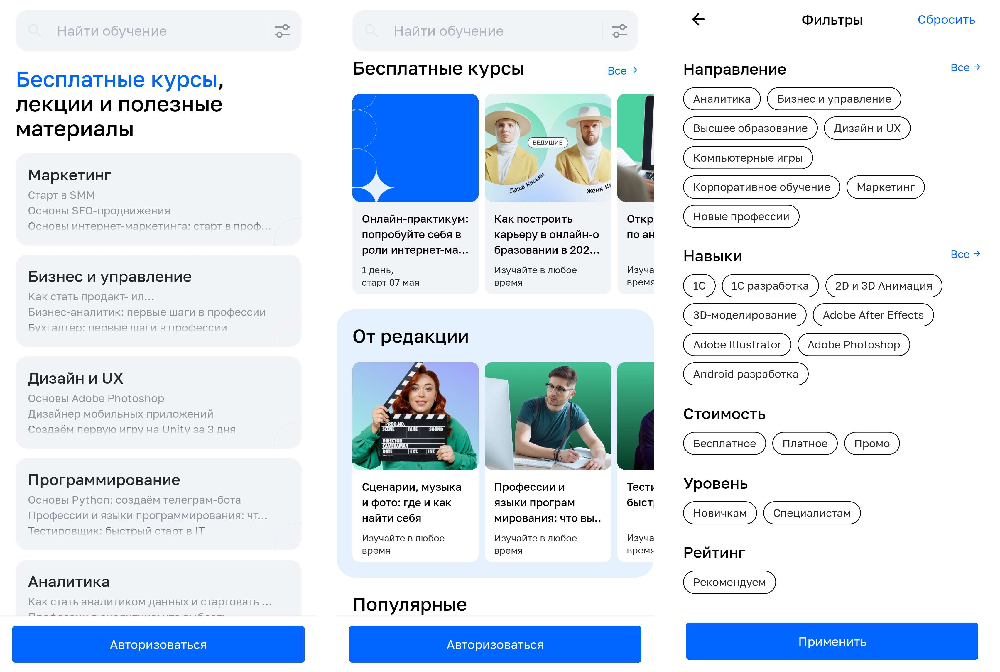 Найти обучение
Бесплатные курсы,
лекции и полезные
материалы
Маркетинг
Старт в SMM
Основы SEO-продвижения
Основы интернет-маркетинга: старт в проф...
Бизнес и управление
Как стать продакт- ил...
Бизнес-аналитик: первые шаги в профессии
Бухгалтер: первые шаги в профессии
Дизайн и UX
Основы Adobe Photoshop
Дизайнер мобильных приложений
Создаём первую игру на Unity за 3 дня
Программирование
Основы Python: создаём телеграм-бота
Профессии и языки программирования: чт...
Тестировщик: быстрый старт в IT
Аналитика
Как стать аналитиком данных и стартовать ...
Профессии в аналитике: что выбрать
Авторизоваться
Найти обучение
Бесплатные курсы
Все →
ВЕДУЩИЕ
Даша Касьян
Женя Ка
Онлайн-практикум:
попробуйте себя в
роли интернет-ма...
1 день,
старт 07 мая
Как построить
карьеру в онлайн-о
бразовании в 202...
Изучайте в любое
время
Откр
по ан
Изуча
время
От редакции
PROD.NO.
SCENE TAKE SOUND
DIRECTOR
CAMERAMAN
DATE EXT. INT.
PRODUCED
Сценарии, музыка
и фото: где и как
найти себя
Изучайте в любое
время
Профессии и
языки програм
мирования: что вы..
Изучайте в любое
время
Тести
быстр
Изуча
время
Популярные
Авторизоваться
Фильтры
Сбросить
Направление
Все →
Аналитика
Бизнес и управление
Высшее образование
Дизайн и UX
Компьютерные игры
Корпоративное обучение
Маркетинг
Новые профессии
Навыки
Все →
1С
1С разработка
2D и 3D Анимация
3D-моделирование
Adobe After Effects
Adobe Illustrator
Adobe Photoshop
Android разработка
Стоимость
Бесплатное
Платное
Промо
Уровень
Новичкам
Специалистам
Рейтинг
Рекомендуем
Применить